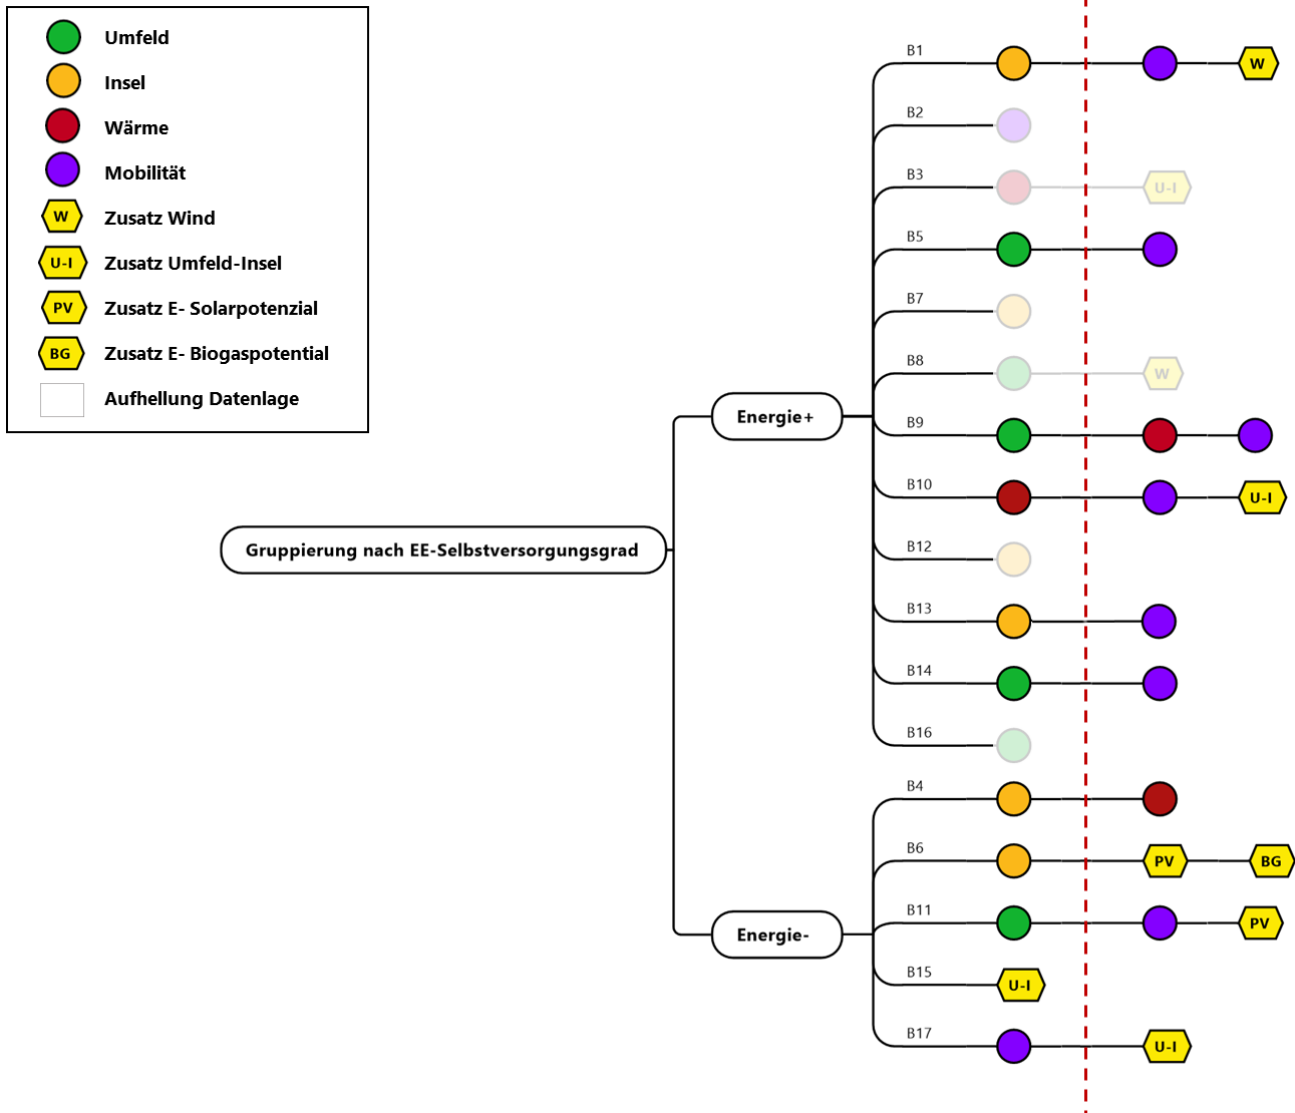 Umfeld
Insel
Wärme
Mobilität
W Zusatz Wind
U-I Zusatz Umfeld-Insel
PV Zusatz E- Solarpotenzial
BG Zusatz E- Biogaspotential
Aufhellung Datenlage
Gruppierung nach EE-Selbstversorgungsgrad
Energie+
B1
W
B2
B3
U-I
B5
B7
B8
W
B9
B10
U-I
B12
B13
B14
B16
Energie-
B4
B6
PV
BG
B11
PV
B15
U-I
B17
U-I